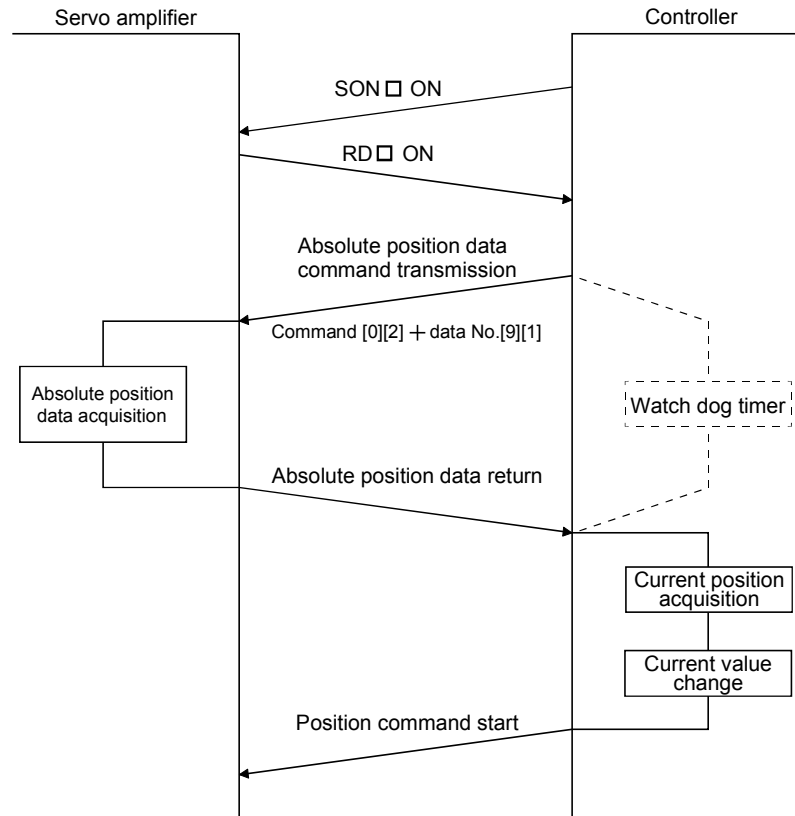 Servo amplifier
Controller
SON□ ON
RD□ ON
Absolute position data
command transmission
Command [0][2] + data No.[9][1]
Absolute position
data acquisition
Watch dog timer
Absolute position data return
Current position
acquisition
Current value
change
Position command start